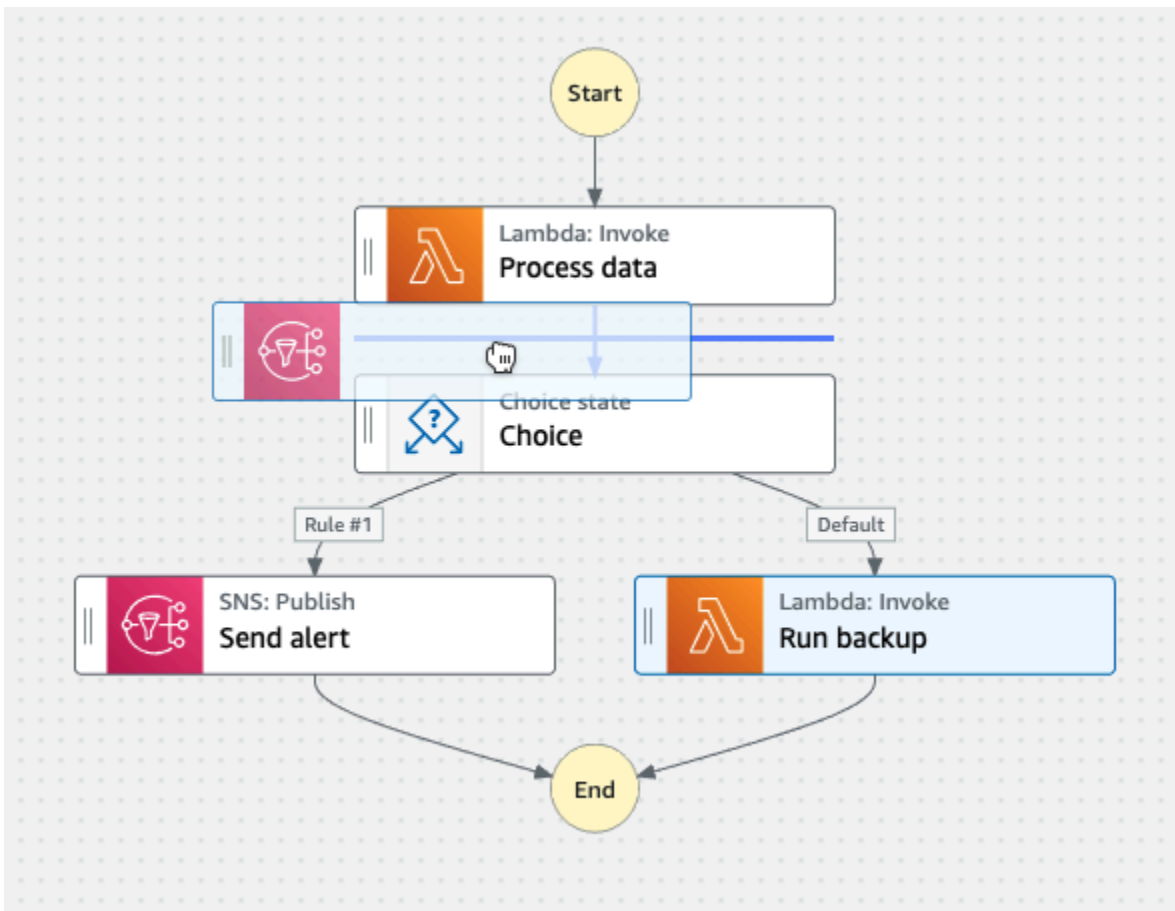 Start
Lambda: Invoke
Process data
Choice state
?
Choice
Rule #1
Default
SNS: Publish
Send alert
Lambda: Invoke
Run backup
End